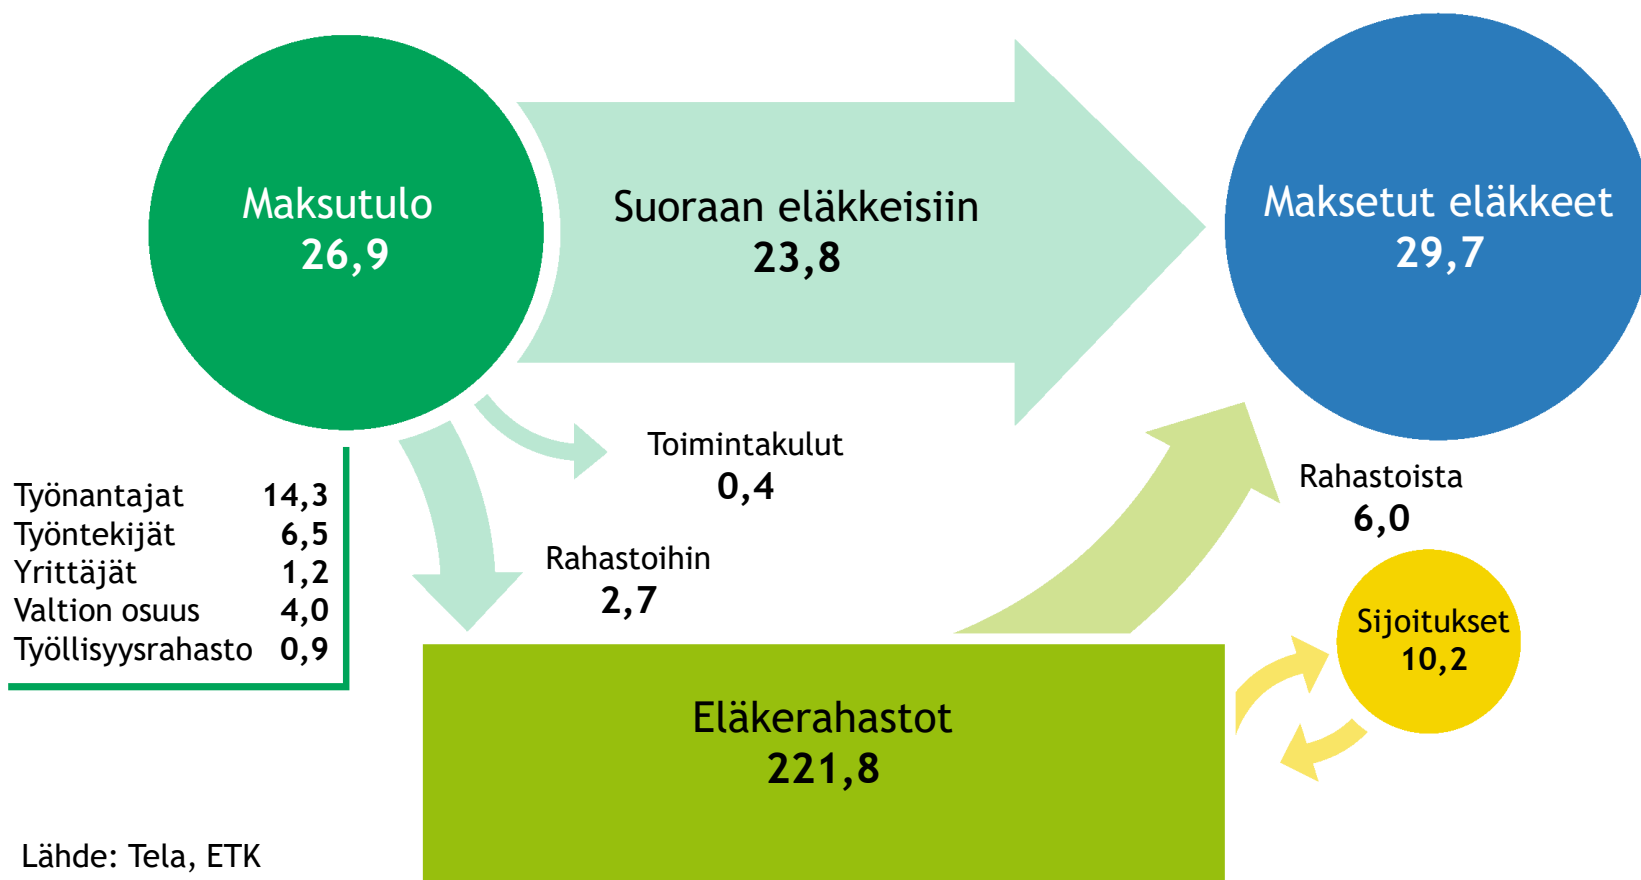 Maksutulo
26,9
Suoraan eläkkeisiin
23,8
Maksetut eläkkeet
29,7
Toimintakulut
0,4
Rahastoihin
2,7
Rahastoista
6,0
Työnantajat 14,3
Työntekijät 6,5
Yrittäjät 1,2
Valtion osuus 4,0
Työllisyysrahasto 0,9
Sijoitukset
10,2
Eläkerahastot
221,8
Lähde: Tela, ETK